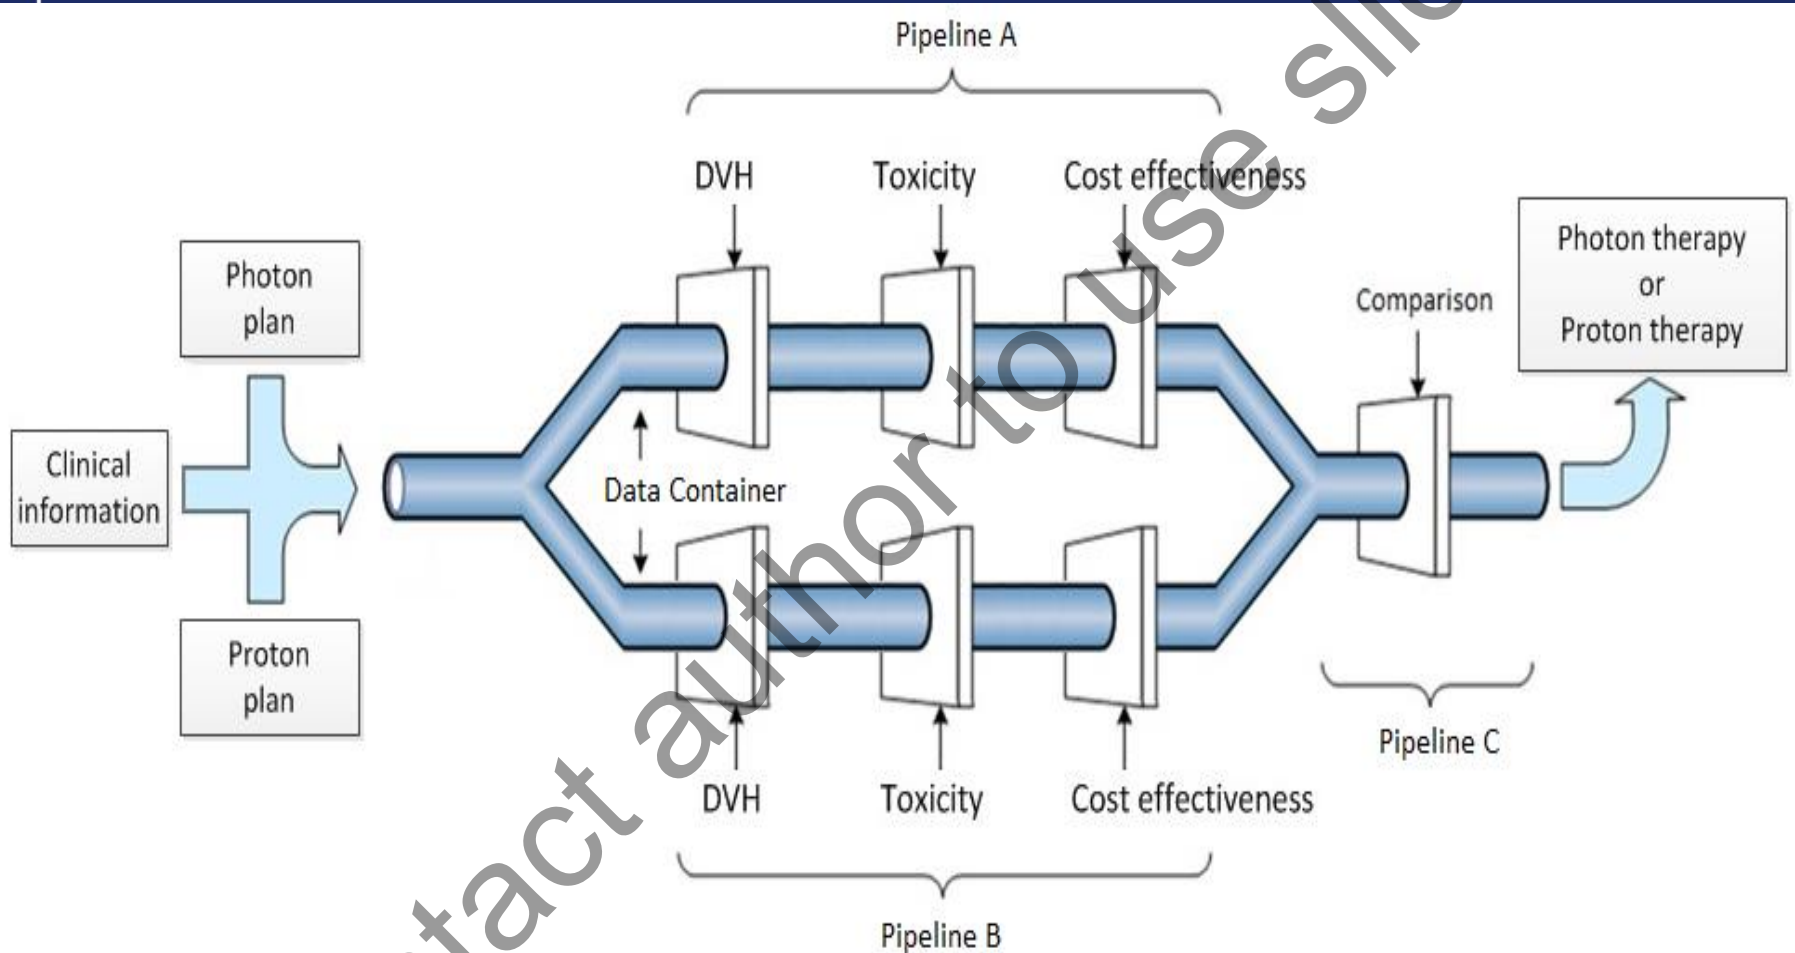 Pipeline A
DVH
Toxicity
Cost effectiveness
Photon
plan
Clinical
information
Proton
plan
Data Container
Comparison
Photon therapy
or
Proton therapy
DVH
Toxicity
Cost effectiveness
Pipeline C
Pipeline B
author to use